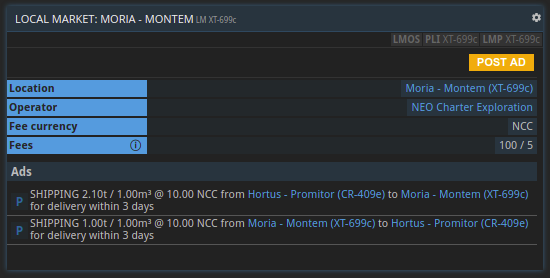 LOCAL MARKET: MORIA - MONTEM LM XT-699c
LMOS PLI XT-699c LMP XT-699c
POST AD
Location Moria - Montem (XT-699c)
Operator NEO Charter Exploration
Fee currency NCC
Fees 100 / 5
Ads
P SHIPPING 2.10t / 1.00m³ @ 10.00 NCC from Hortus - Promitor (CR-409e) to Moria - Montem (XT-699c)
for delivery within 3 days
P SHIPPING 1.00t / 1.00m³ @ 10.00 NCC from Moria - Montem (XT-699c) to Hortus - Promitor (CR-409e)
for delivery within 3 days